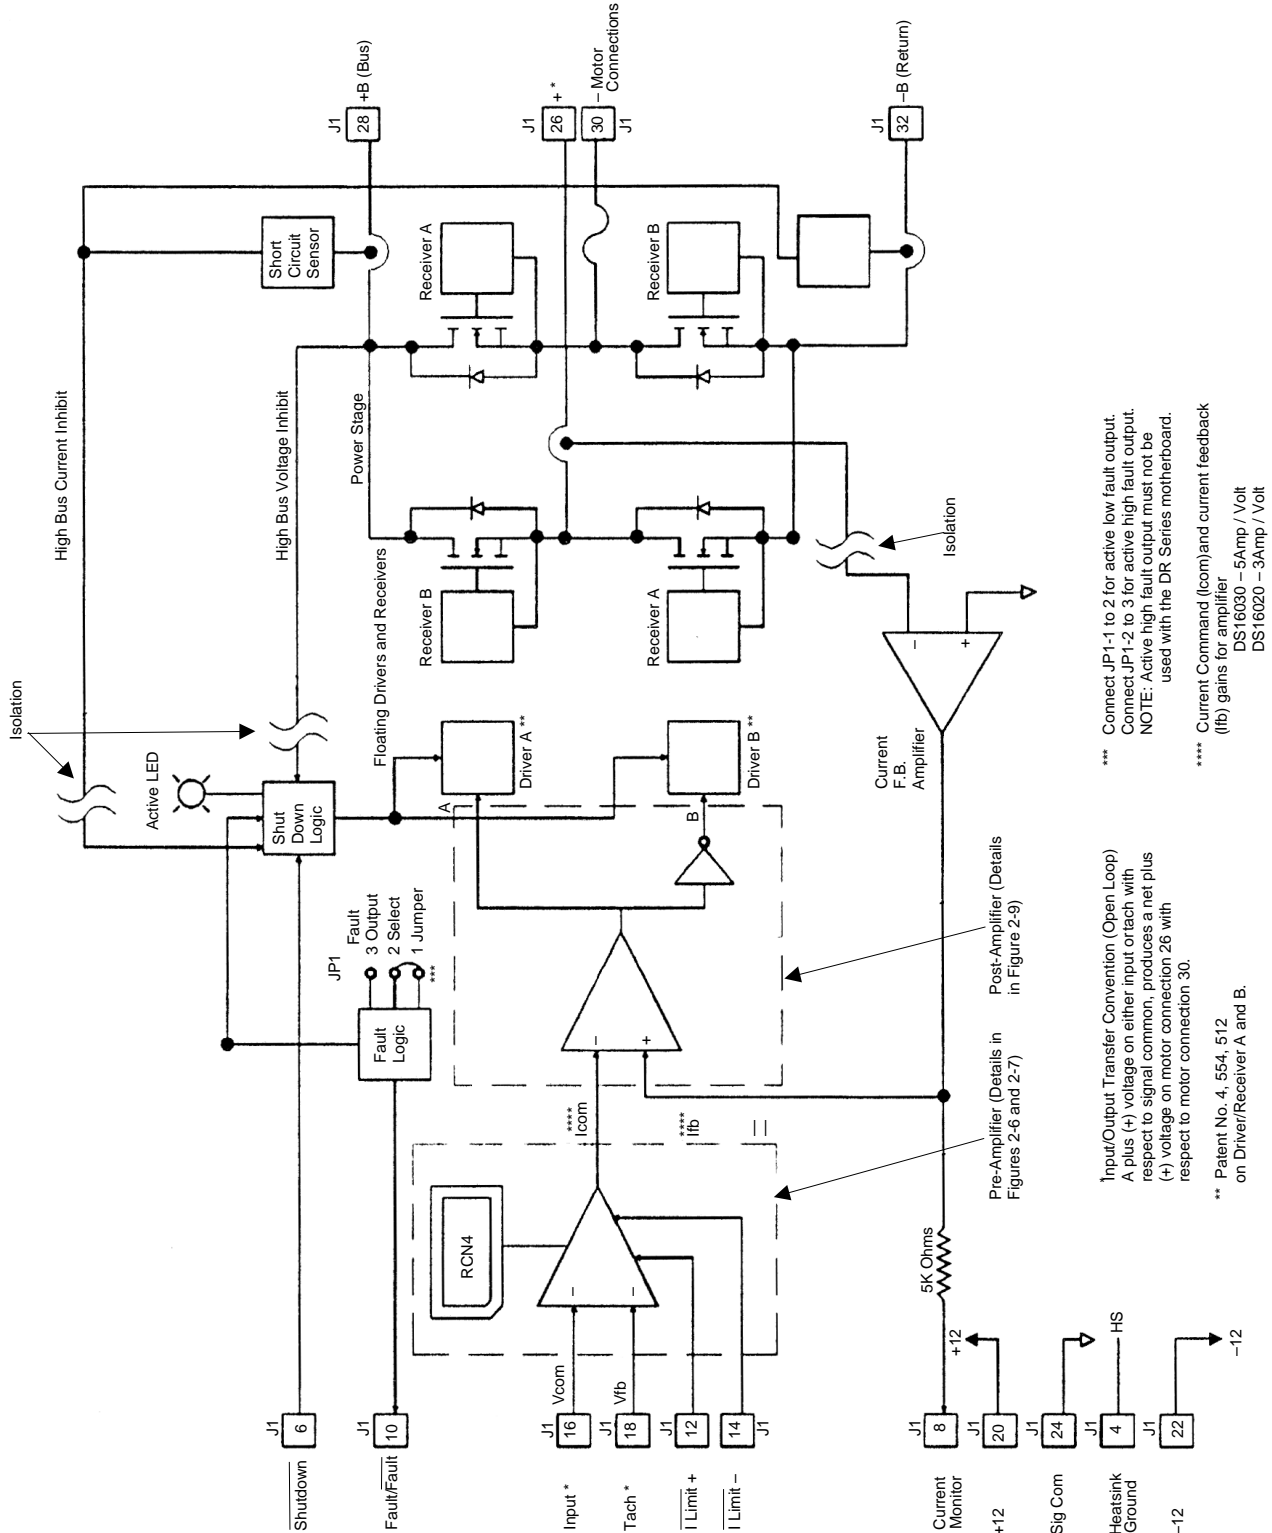 Shutdown
J1
6
Fault/Fault
J1
10
Input *
J1
16
Vcom
Tach *
18
Vfb
I Limit +
J1
12
I Limit –
14
J1
Current
Monitor
J1
8
+12
J1
20
+12
Sig Com
J1
24
Heatsink
Ground
J1
4
HS
–12
J1
22
–12
5K Ohms
RCN4
–
–
****
Icom
****
Ifb
Pre-Amplifier (Details in
Figures 2-6 and 2-7)
Fault
Logic
JP1
Fault
3 Output
2 Select
1 Jumper
***
–
+
Post-Amplifier (Details
in Figure 2-9)
Isolation
Active LED
Shut
Down
Logic
A
B
Floating Drivers and Receivers
Driver A **
Driver B **
Current
F.B.
Amplifier
–
+
Isolation
High Bus Current Inhibit
High Bus Voltage Inhibit
Power Stage
Receiver B
Receiver A
Receiver A
Receiver B
Short
Circuit
Sensor
J1
28
+B (Bus)
J1
26
+ *
30
J1
– Motor
Connections
J1
32
–B (Return)
*Input/Output Transfer Convention (Open Loop)
A plus (+) voltage on either input ortach with
respect to signal common, produces a net plus
(+) voltage on motor connection 26 with
respect to motor connection 30.
** Patent No. 4, 554, 512
on Driver/Receiver A and B.
*** Connect JP1-1 to 2 for active low fault output.
Connect JP1-2 to 3 for active high fault output.
NOTE: Active high fault output must not be
used with the DR Series motherboard.
**** Current Command (Icom)and current feedback
(Ifb) gains for amplifier
DS16030 – 5Amp / Volt
DS16020 – 3Amp / Volt